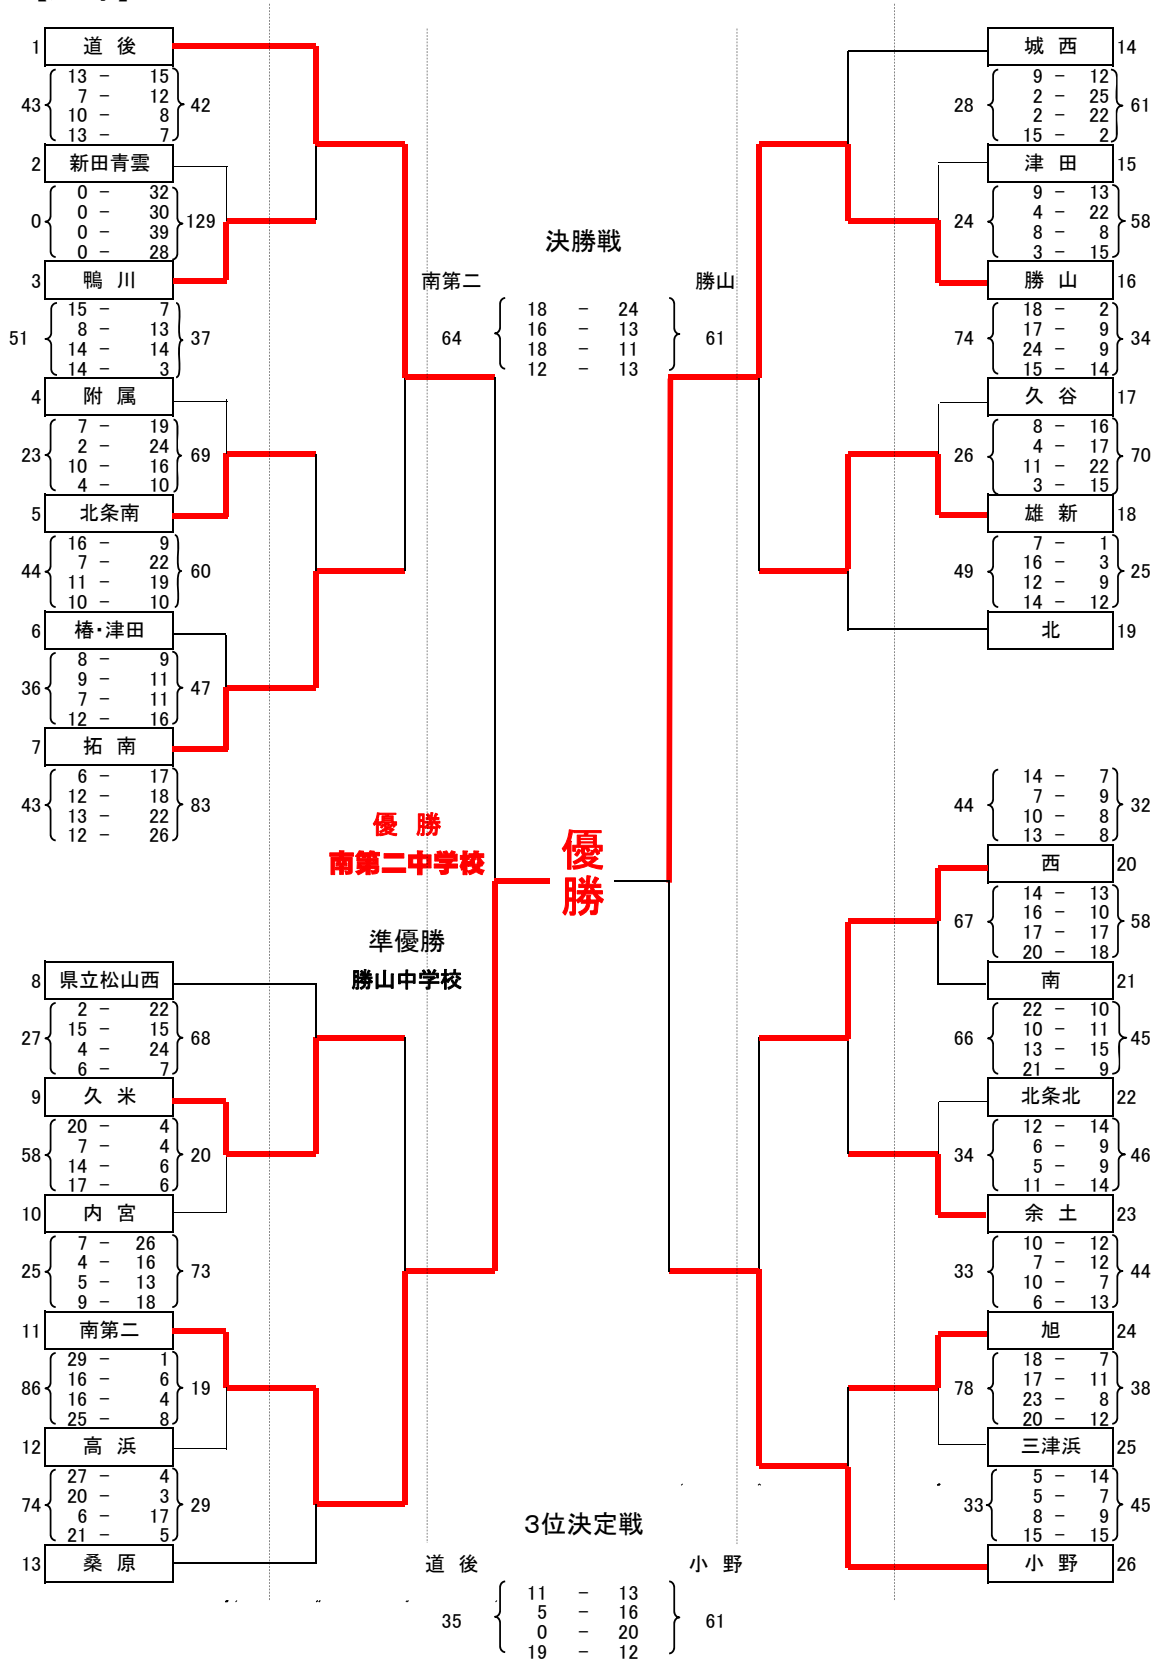 1 道 後
13 － 15
7 － 12
43 42
10 － 8
13 － 7
2 新田青雲
0 － 32
0 － 30
0 129
0 － 39
0 － 28
3 鴨 川
15 － 7
8 － 13
51 37
14 － 14
14 － 3
4 附 属
7 － 19
2 － 24
23 69
10 － 16
4 － 10
5 北条南
16 － 9
7 － 22
44 60
11 － 19
10 － 10
6 椿・津田
8 － 9
9 － 11
36 47
7 － 11
12 － 16
7 拓 南
6 － 17
12 － 18
43 83
13 － 22
12 － 26
8 県立松山西
2 － 22
15 － 15
27 68
4 － 24
6 － 7
9 久 米
20 － 4
7 － 4
58 20
14 － 6
17 － 6
10 内 宮
7 － 26
4 － 16
25 73
5 － 13
9 － 18
11 南第二
29 － 1
16 － 6
86 19
16 － 4
25 － 8
12 高 浜
27 － 4
20 － 3
74 29
6 － 17
21 － 5
13 桑 原
決勝戦
南第二 勝山
18 － 24
16 － 13
64 61
18 － 11
12 － 13
優 勝
南第二中学校
優勝
準優勝
勝山中学校
3位決定戦
道 後 小 野
11 － 13
5 － 16
35 61
0 － 20
19 － 12
城 西 14
9 － 12
2 － 25
28 61
2 － 22
15 － 2
津 田 15
9 － 13
4 － 22
24 58
8 － 8
3 － 15
勝 山 16
18 － 2
17 － 9
74 34
24 － 9
15 － 14
久 谷 17
8 － 16
4 － 17
26 70
11 － 22
3 － 15
雄 新 18
7 － 1
16 － 3
49 25
12 － 9
14 － 12
北 19
14 － 7
7 － 9
44 32
10 － 8
13 － 8
西 20
14 － 13
16 － 10
67 58
17 － 17
20 － 18
南 21
22 － 10
10 － 11
66 45
13 － 15
21 － 9
北条北 22
12 － 14
6 － 9
34 46
5 － 9
11 － 14
余 土 23
10 － 12
7 － 12
33 44
10 － 7
6 － 13
旭 24
18 － 7
17 － 11
78 38
23 － 8
20 － 12
三津浜 25
5 － 14
5 － 7
33 45
8 － 9
15 － 15
小 野 26